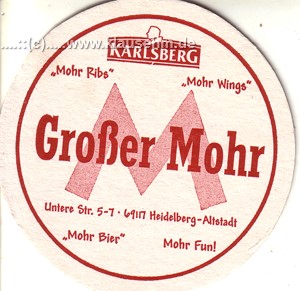 ....::(c)....www.klausehm.de....
KARLSBERG
„Mohr Ribs“
„Mohr Wings“
M
Großer Mohr
Untere Str. 5-7 · 69117 Heidelberg-Altstadt
„Mohr Bier“
Mohr Fun!